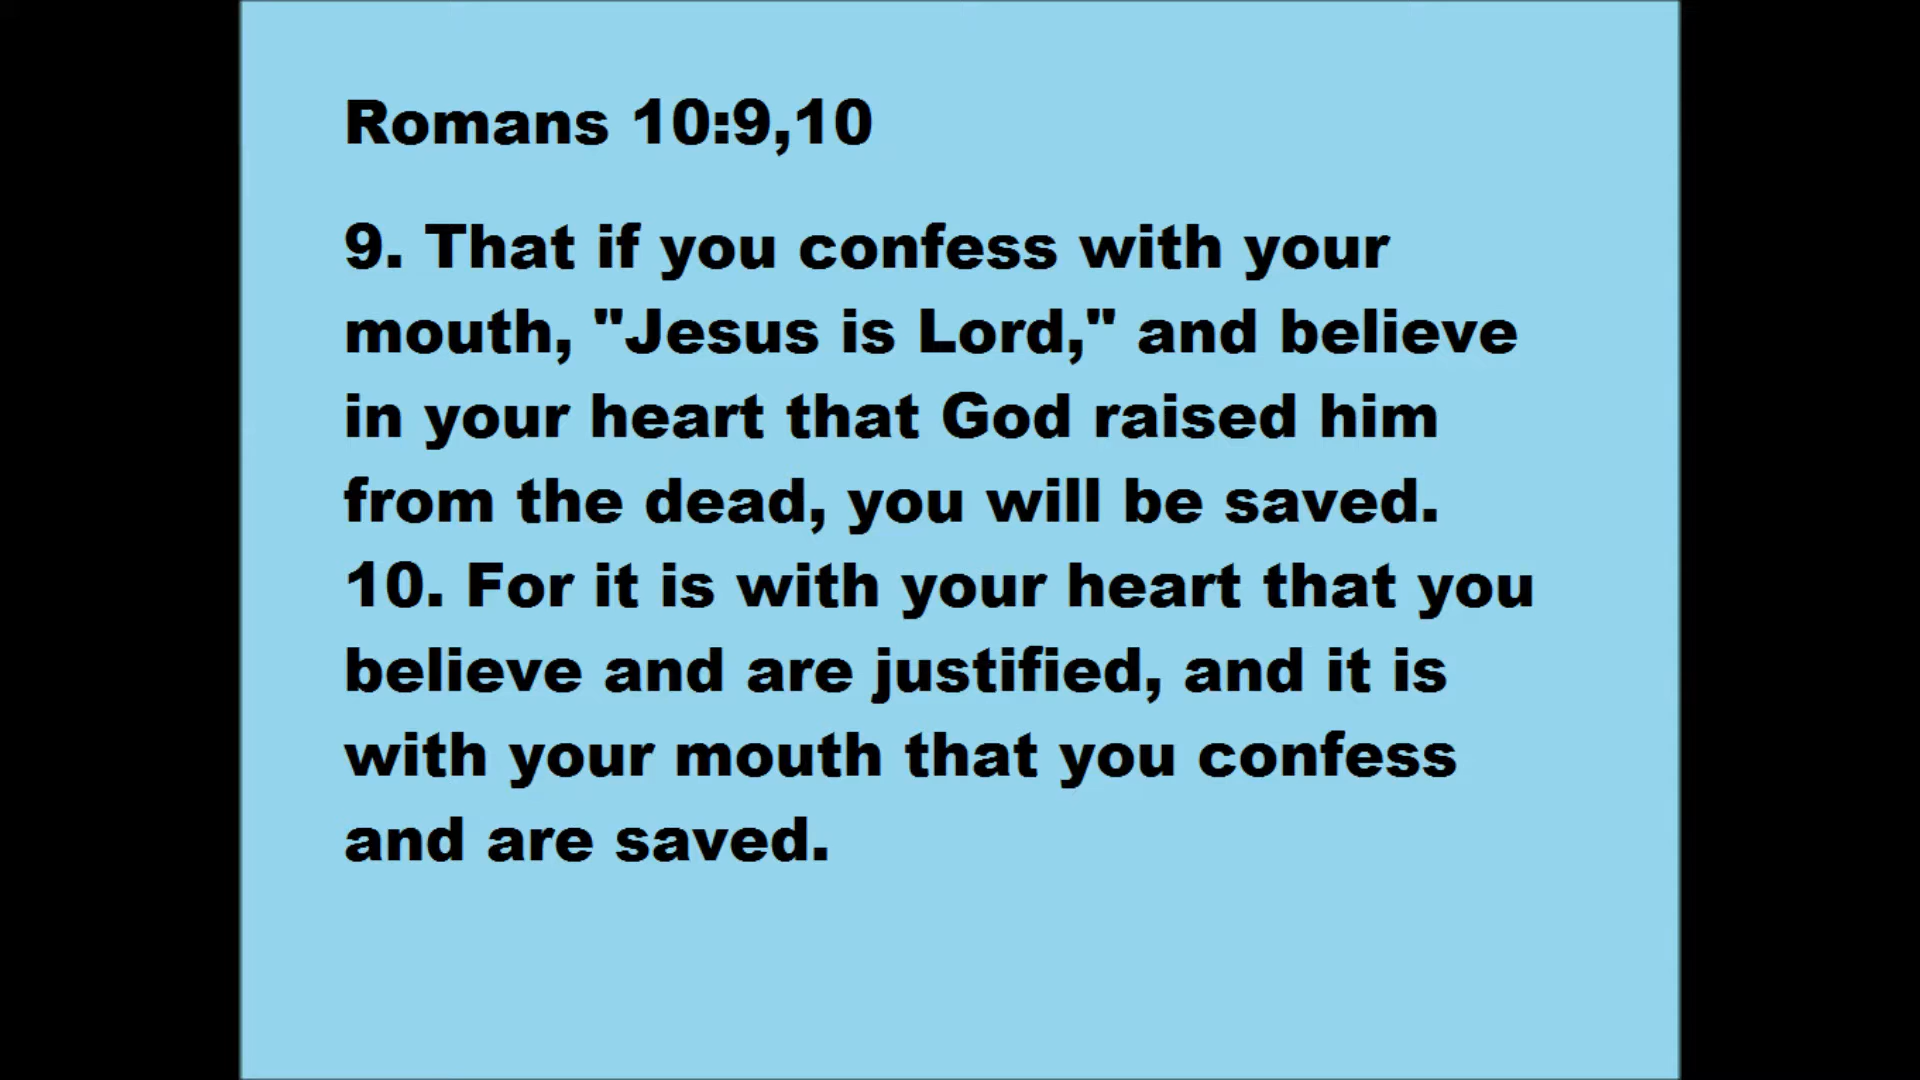 Romans 10:9,10
9. That if you confess with your
mouth, "Jesus is Lord," and believe
in your heart that God raised him
from the dead, you will be saved.
10. For it is with your heart that you
believe and are justified, and it is
with your mouth that you confess
and are saved.